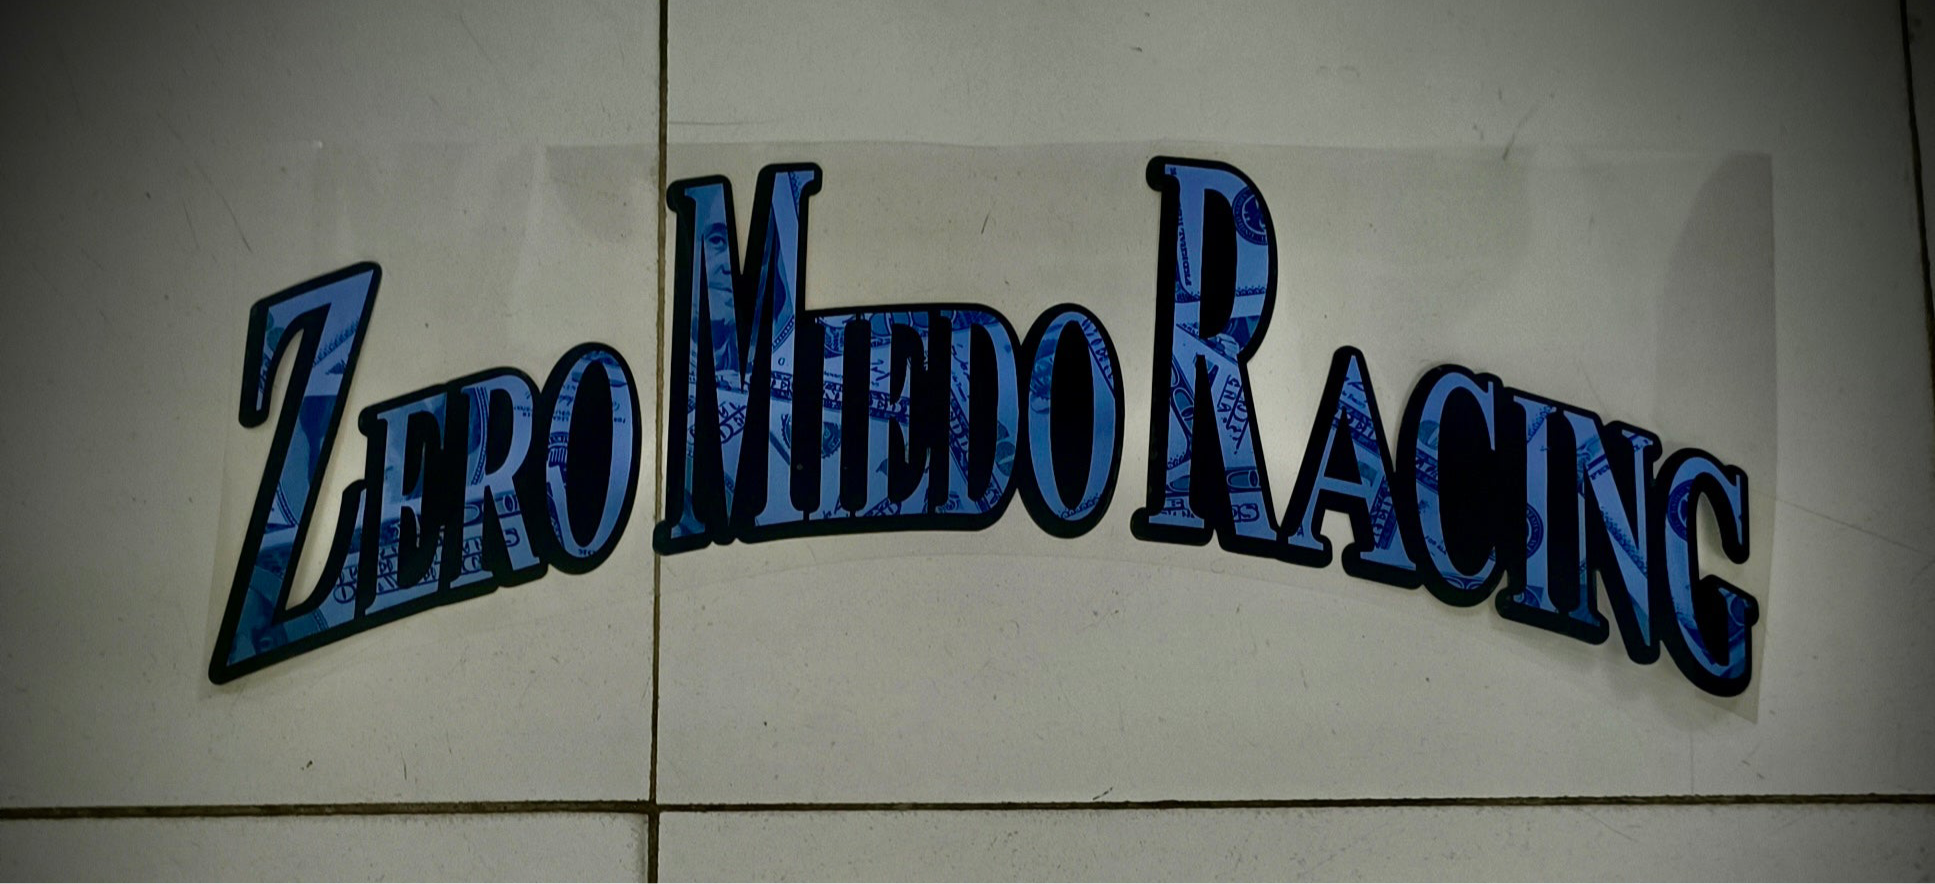 ZERO MIEDO RACING